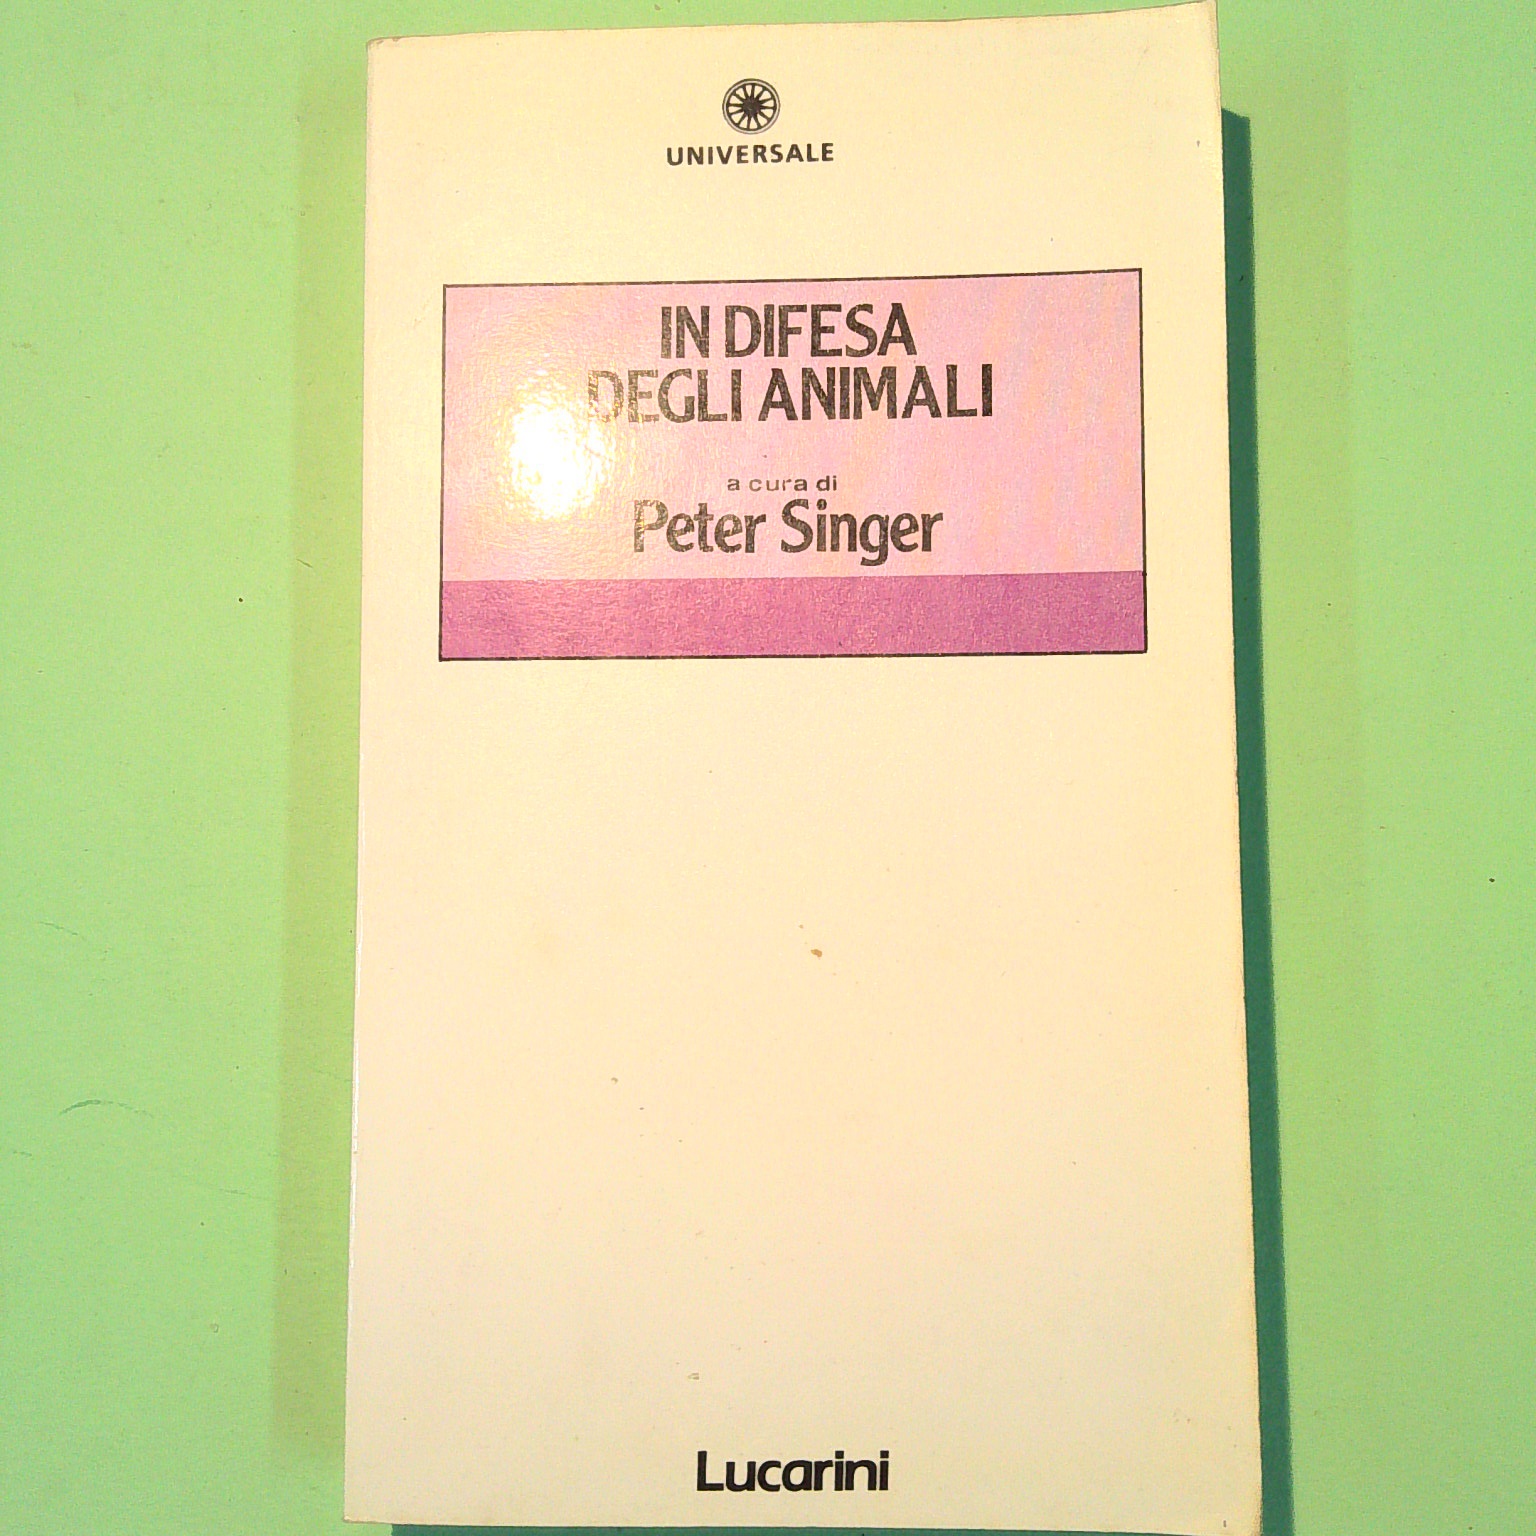 UNIVERSALE
IN DIFESA
DEGLI ANIMALI
a cura di
Peter Singer
Lucarini